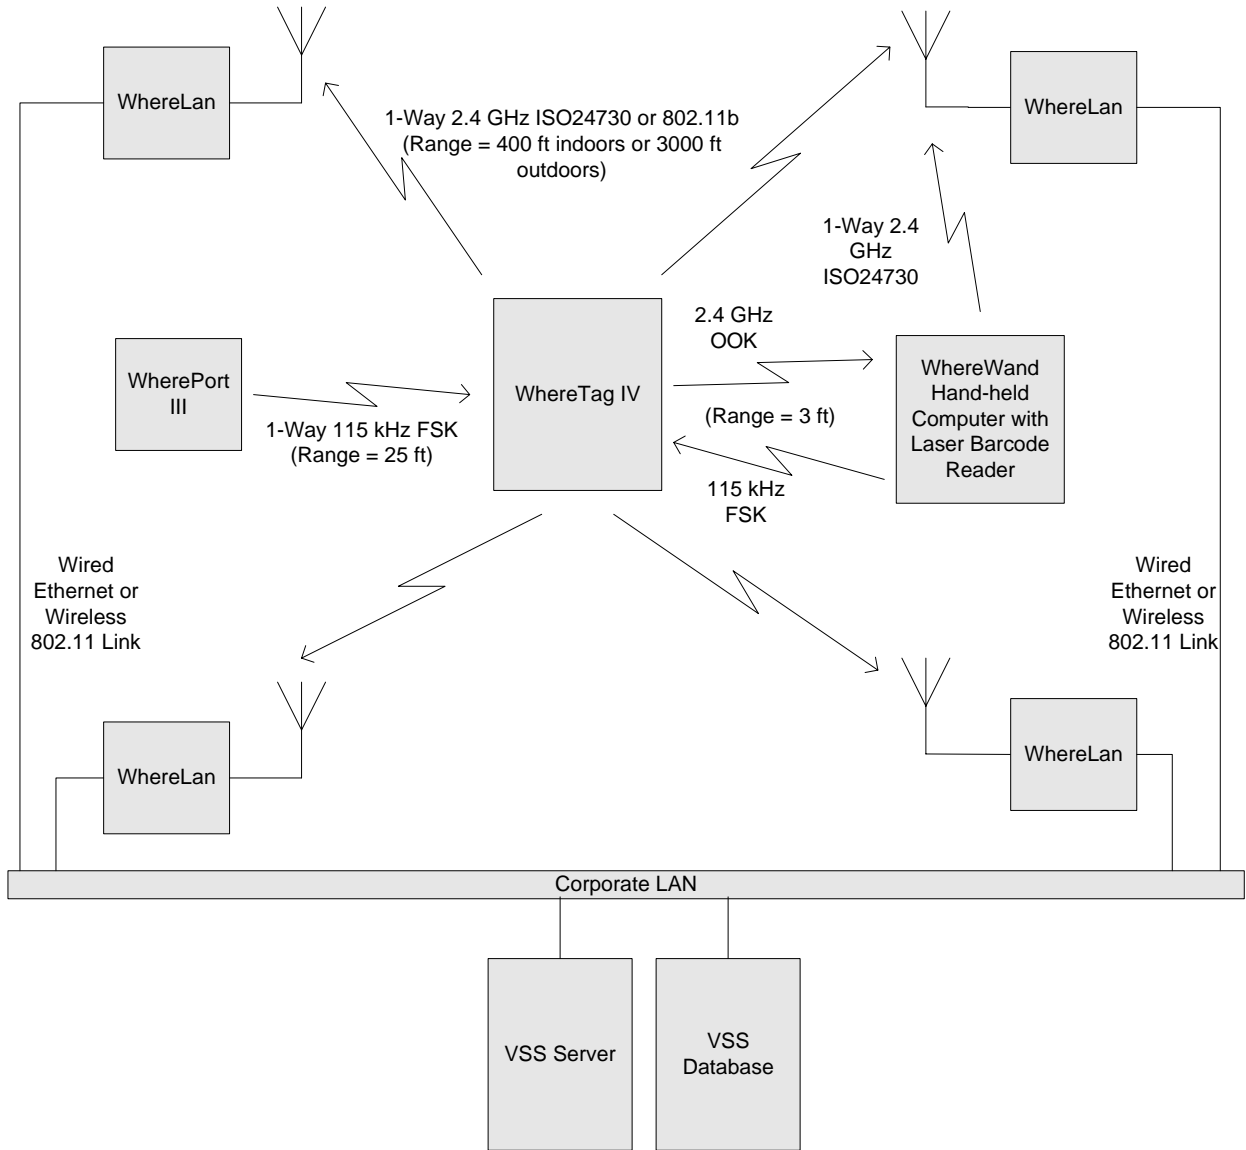 WhereLan
1-Way 2.4 GHz ISO24730 or 802.11b
(Range = 400 ft indoors or 3000 ft
outdoors)
WhereLan
1-Way 2.4
GHz
ISO24730
WherePort
III
1-Way 115 kHz FSK
(Range = 25 ft)
WhereTag IV
2.4 GHz
OOK
(Range = 3 ft)
115 kHz
FSK
WhereWand
Hand-held
Computer with
Laser Barcode
Reader
Wired
Ethernet or
Wireless
802.11 Link
Wired
Ethernet or
Wireless
802.11 Link
WhereLan
WhereLan
Corporate LAN
VSS Server
VSS
Database